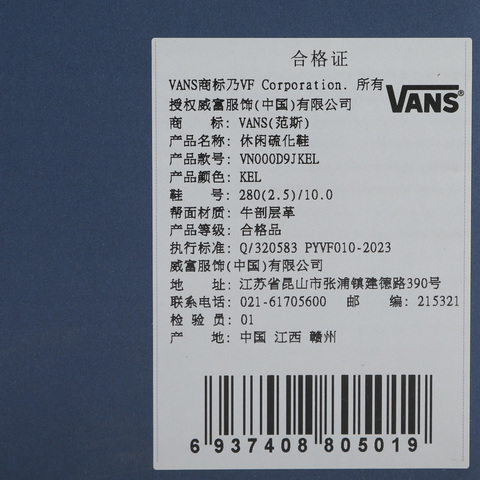 合格证
VANS商标乃VF Corporation. 所有
VANS®
授权威富服饰(中国)有限公司
商 标: VANS(范斯)
产品名称: 休闲硫化鞋
产品款号: VN000D9JKEL
产品颜色: KEL
鞋 号: 280(2.5)/10.0
帮面材质: 牛剖层革
产品等级: 合格品
执行标准: Q/320583 PYVF010-2023
威富服饰(中国)有限公司
地 址: 江苏省昆山市张浦镇建德路390号
联系电话: 021-61705600 邮 编: 215321
检 验 员: 01
产 地: 中国 江西 赣州
6 937408 805019